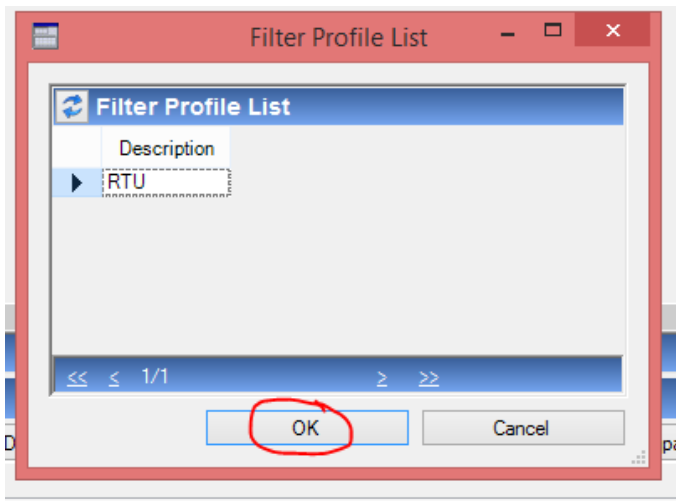 Filter Profile List
Filter Profile List
Description
RTU
<< < 1/1 > >>
OK Cancel